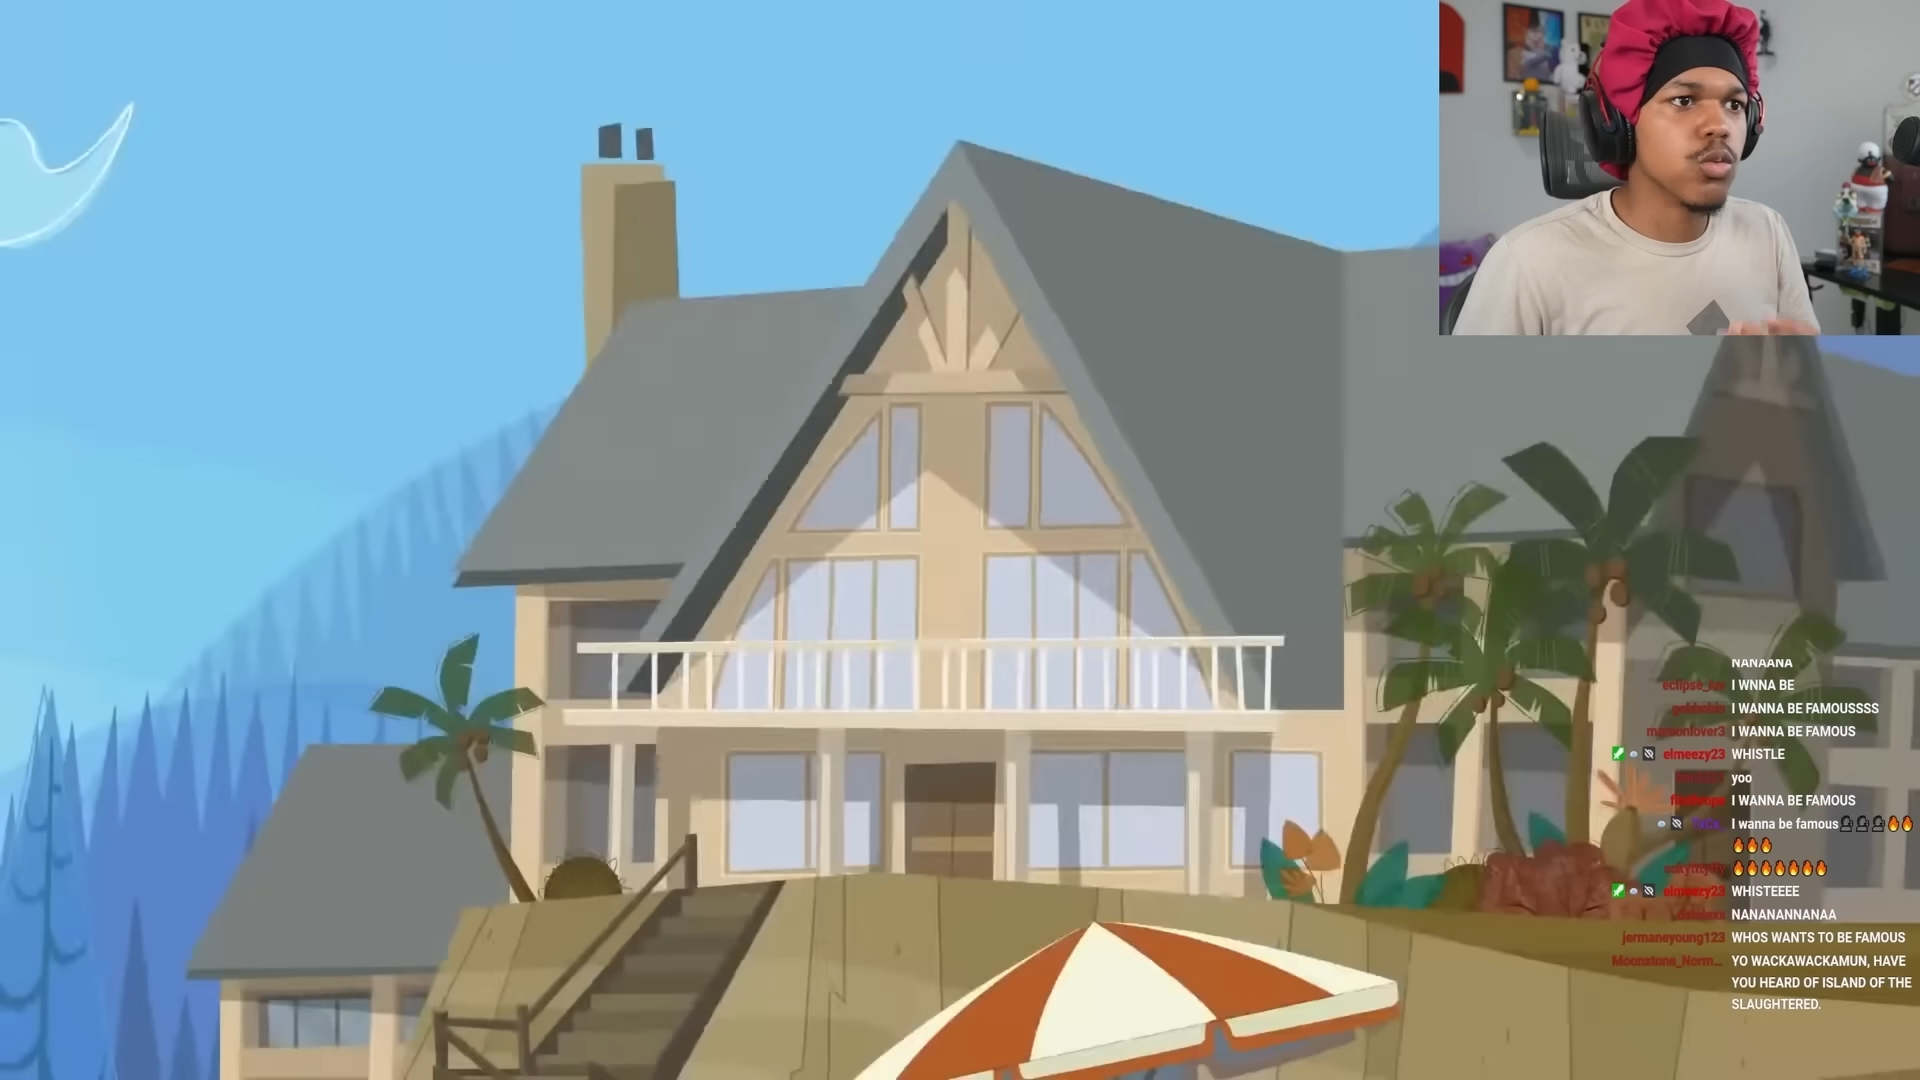 NANAANA
I WNNA BE
I WANNA BE FAMOUSSSS
I WANNA BE FAMOUS
elmeezy23 WHISTLE
yoo
I WANNA BE FAMOUS
I wanna be famous
elmeezy23 WHISTEEEE
NANANANNANAA
jermaneyoung123 WHOS WANTS TO BE FAMOUS
Moonstone_Norm... YO WACKAWACKAMUN, HAVE
YOU HEARD OF ISLAND OF THE
SLAUGHTERED.